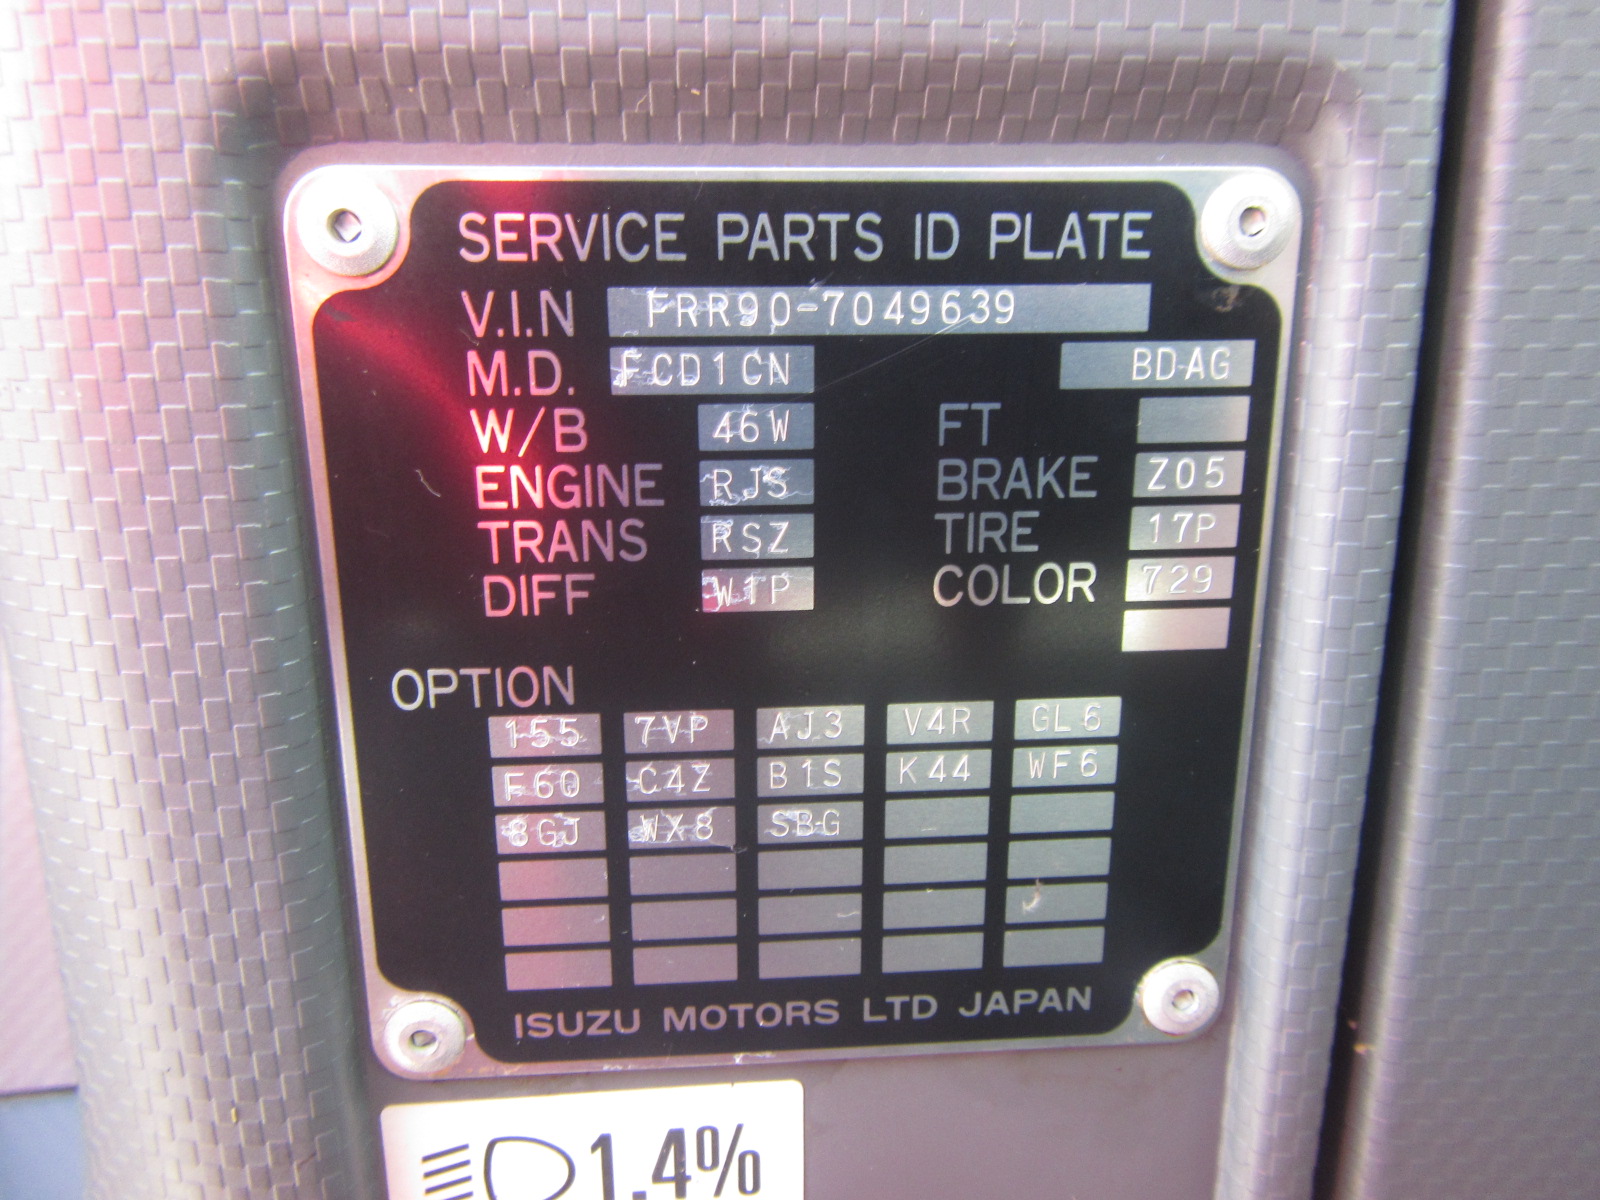 SERVICE PARTS ID PLATE
V.I.N FRR90-7049639
M.D. FCD1CN BDAG
W/B 46W FT
ENGINE RJS BRAKE Z05
TRANS RSZ TIRE 17P
DIFF W1P COLOR 729
OPTION
155 7VP AJ3 V4R GL6
F60 C4Z B1S K44 WF6
8GJ WX8 SBG
ISUZU MOTORS LTD JAPAN
1.4%